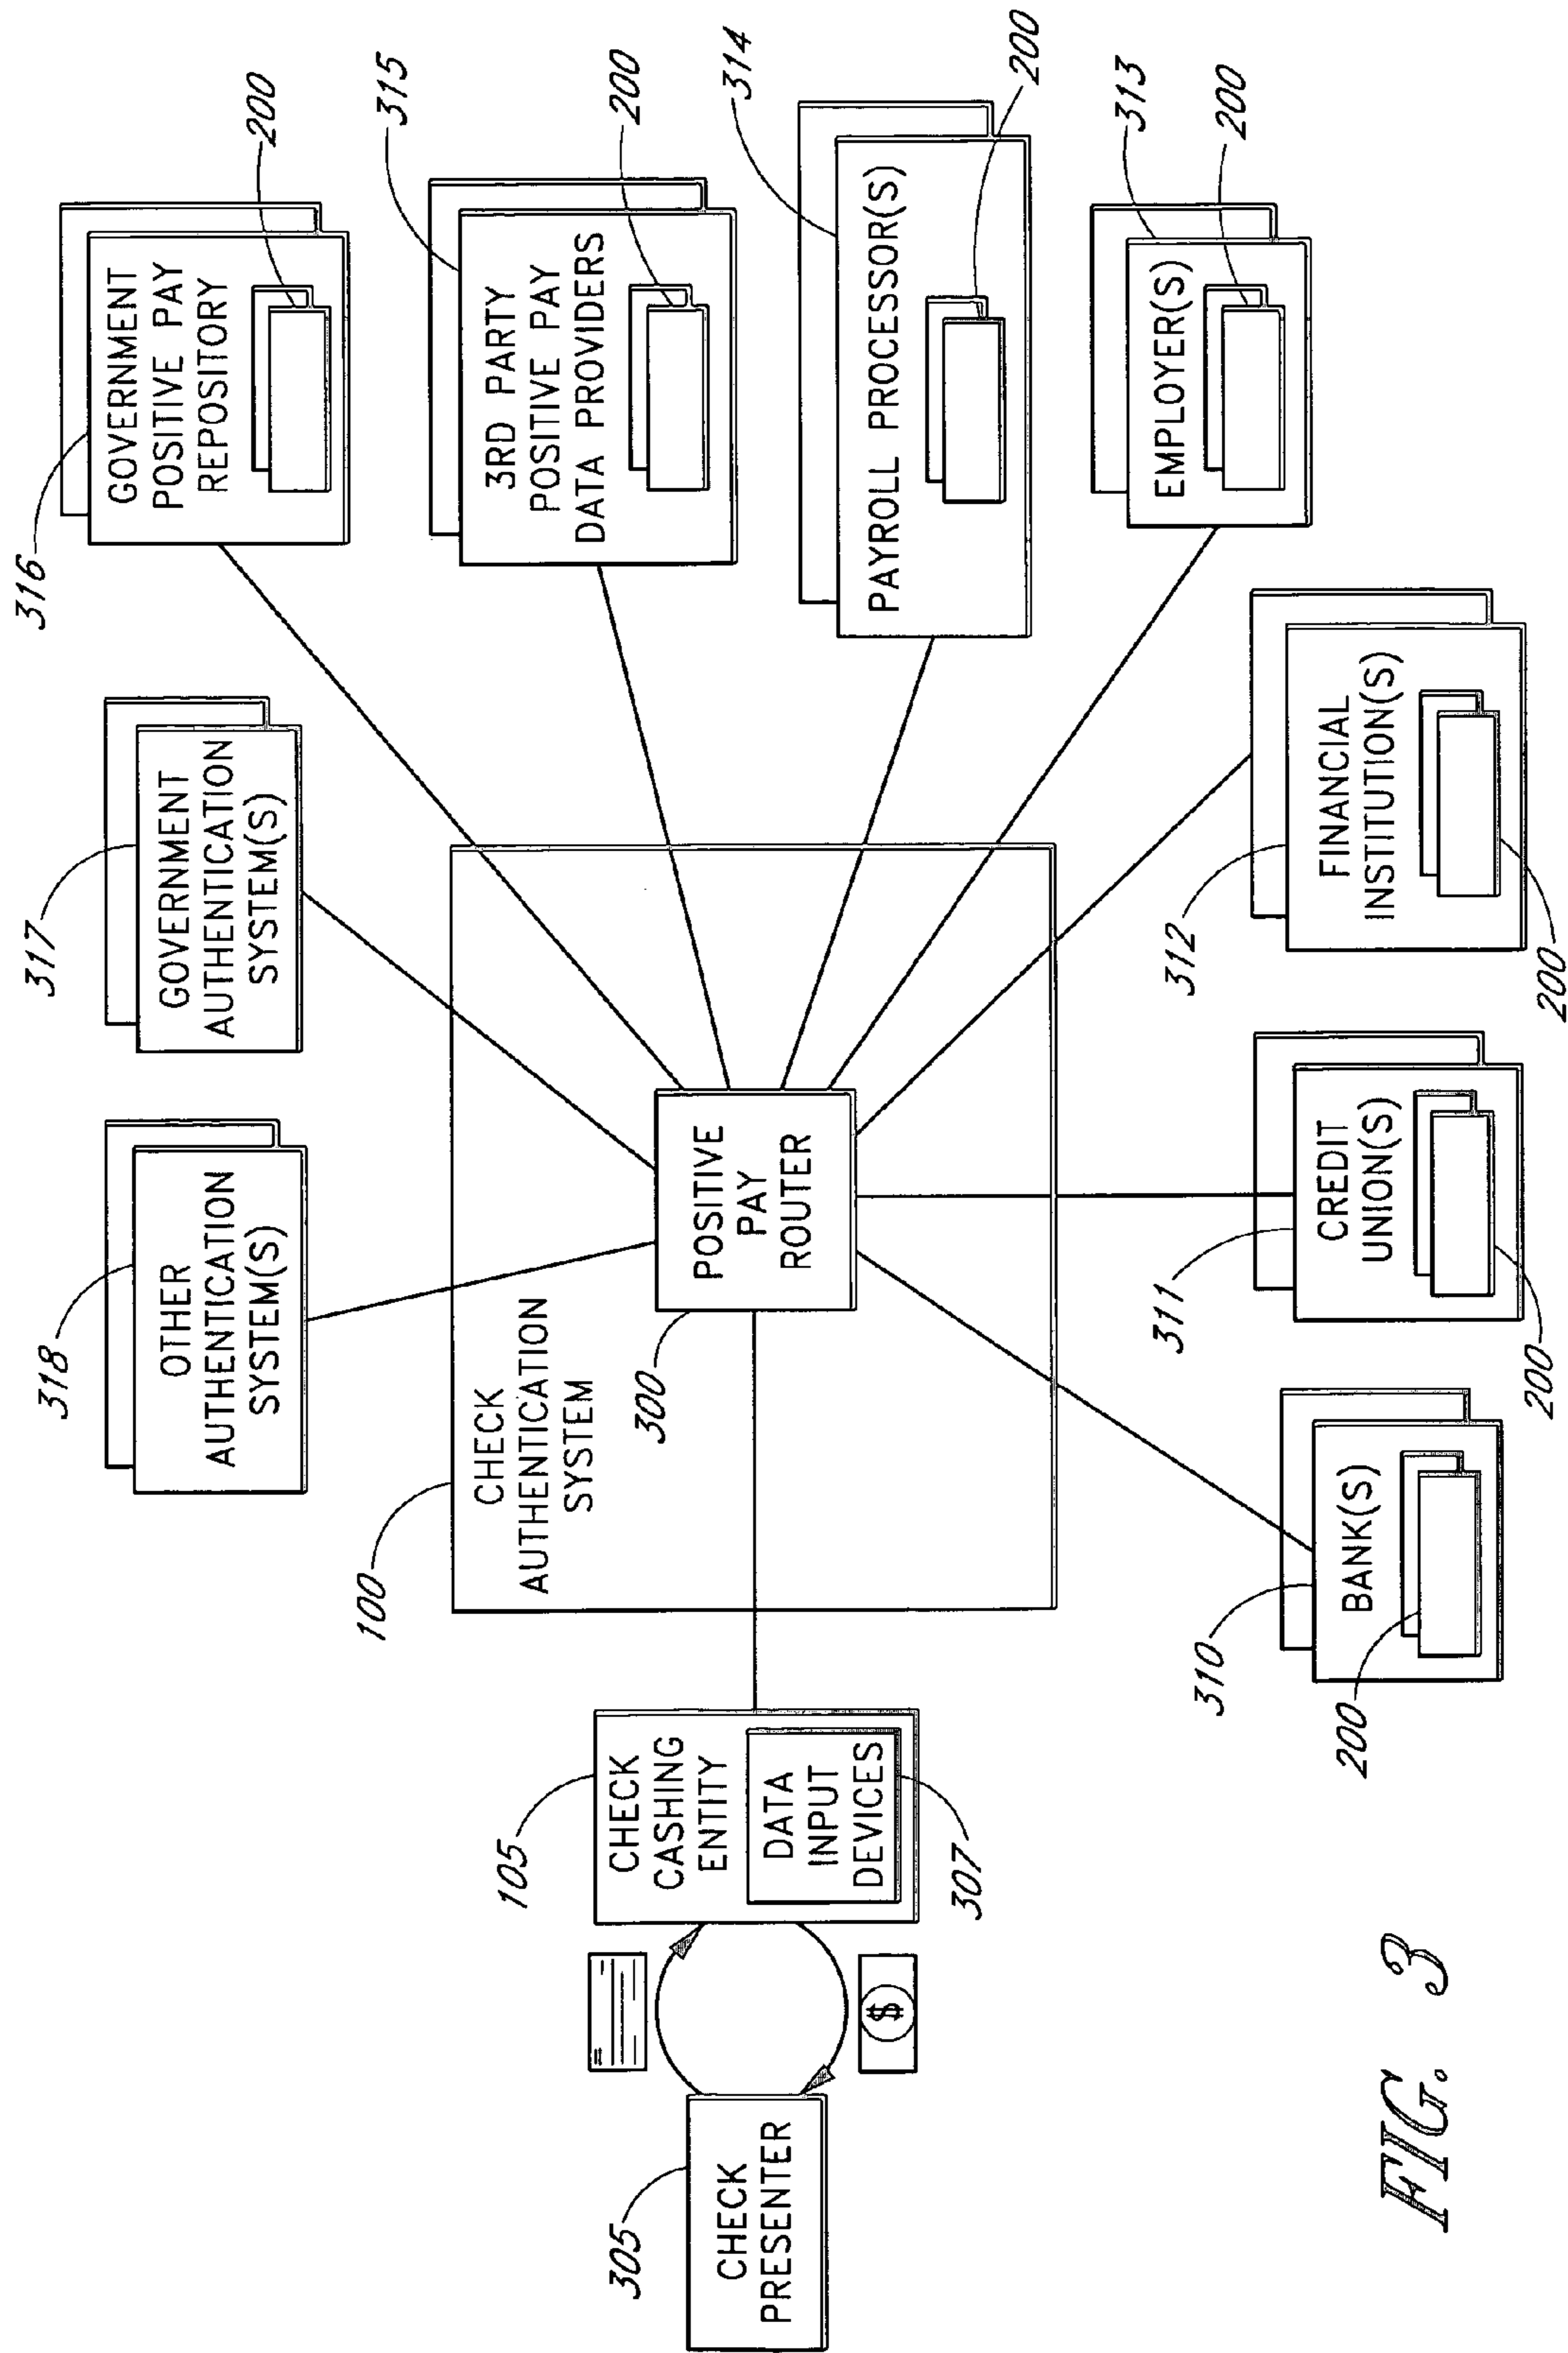 318
OTHER
AUTHENTICATION
SYSTEM(S)
317
GOVERNMENT
AUTHENTICATION
SYSTEM(S)
316
GOVERNMENT
POSITIVE PAY
REPOSITORY
200
315
3RD PARTY
POSITIVE PAY
DATA PROVIDERS
200
100
CHECK
AUTHENTICATION
SYSTEM
300
POSITIVE
PAY
ROUTER
105
CHECK
CASHING
ENTITY
DATA
INPUT
DEVICES
307
305
CHECK
PRESENTER
$
314
PAYROLL PROCESSOR(S)
200
313
EMPLOYER(S)
200
310
BANK(S)
200
311
CREDIT
UNION(S)
200
312
FINANCIAL
INSTITUTION(S)
200
FIG. 3